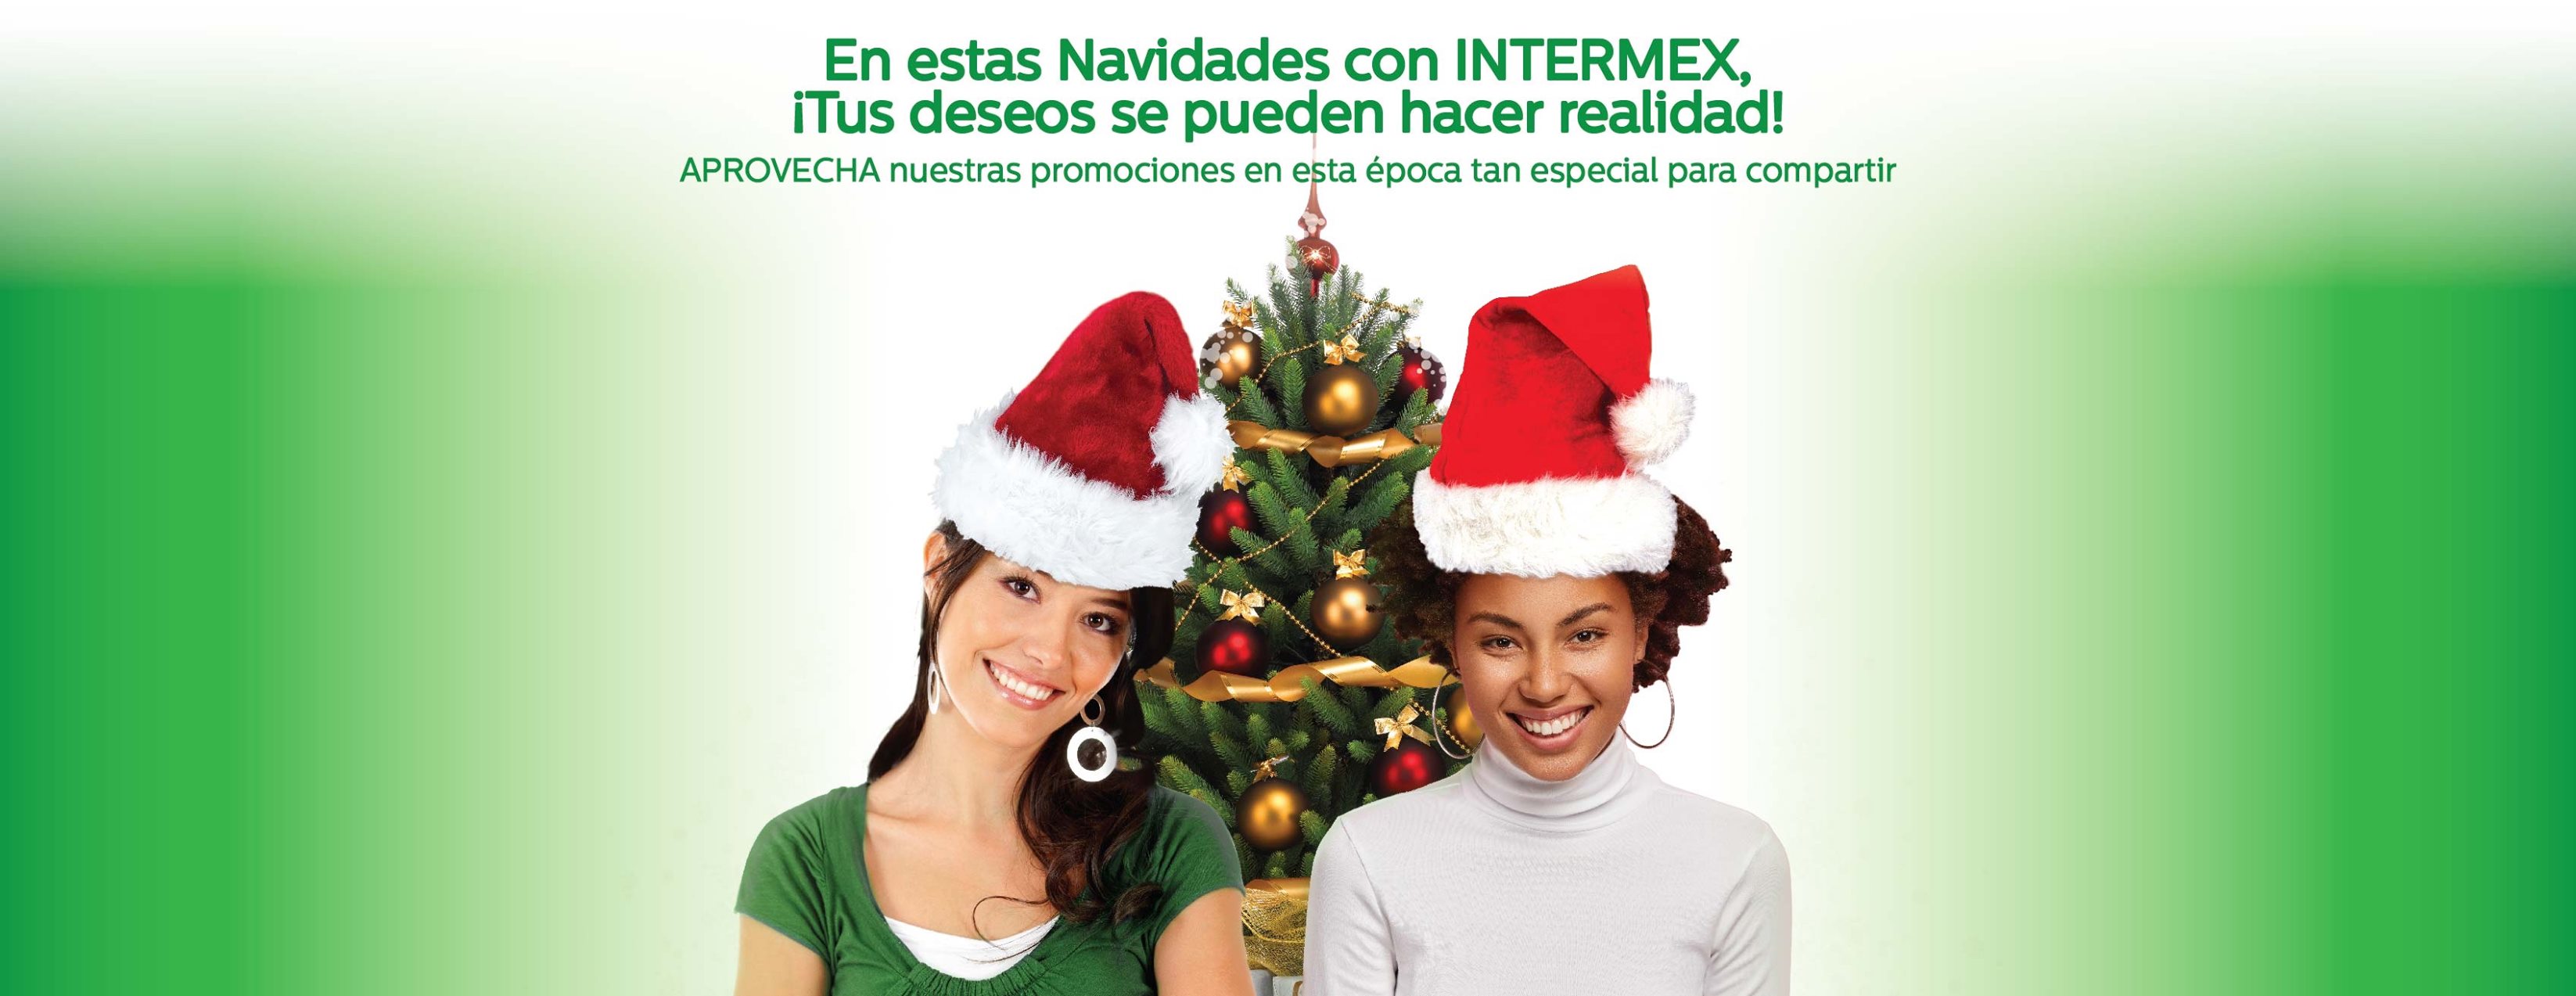 En estas Navidades con INTERMEX,
¡Tus deseos se pueden hacer realidad!
APROVECHA nuestras promociones en esta época tan especial para compartir